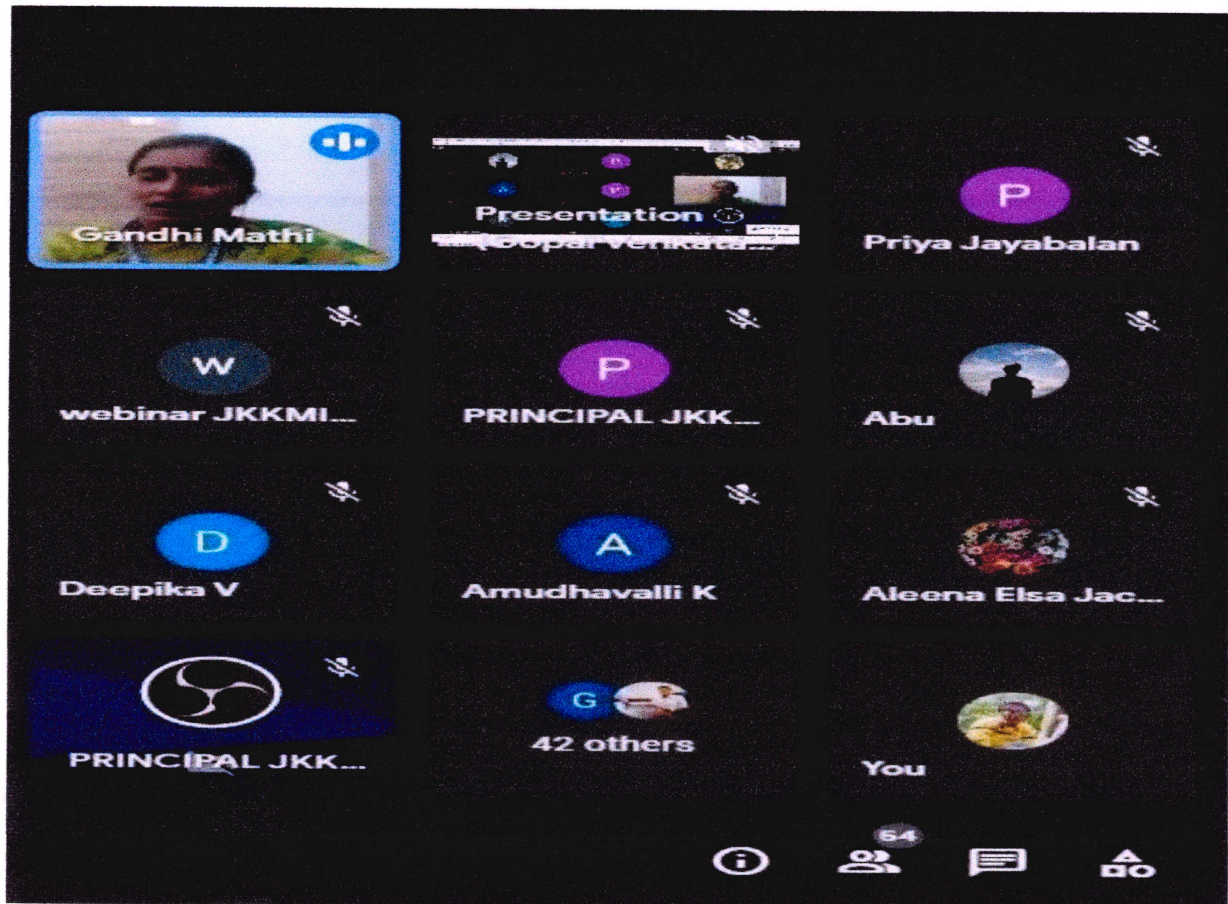 Gandhi Mathi
Presentation
P
Priya Jayabalan
W
webinar JKKMI...
P
PRINCIPAL JKK...
Abu
D
Deepika V
A
Amudhavalli K
Aleena Elsa Jac...
PRINCIPAL JKK...
G
42 others
You
54